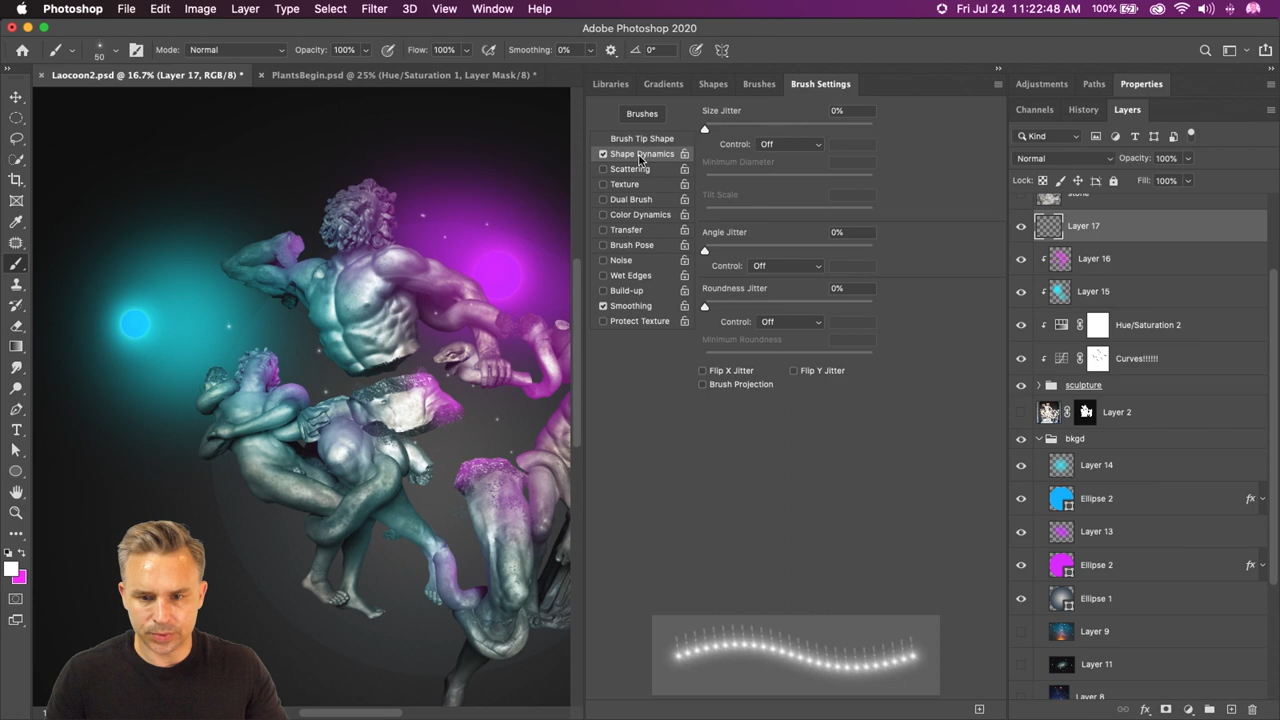 Photoshop File Edit Image Layer Type Select Filter 3D View Window Help Fri Jul 24 11:22:48 AM 100%
Adobe Photoshop 2020
50 Mode: Normal Opacity: 100% Flow: 100% Smoothing: 0% 0°
Laocoon2.psd @ 16.7% (Layer 17, RGB/8) * PlantsBegin.psd @ 25% (Hue/Saturation 1, Layer Mask/8) *
Libraries Gradients Shapes Brushes Brush Settings
Brushes
Brush Tip Shape
Shape Dynamics
Scattering
Texture
Dual Brush
Color Dynamics
Transfer
Brush Pose
Noise
Wet Edges
Build-up
Smoothing
Protect Texture
Size Jitter 0%
Control: Off
Minimum Diameter
Tilt Scale
Angle Jitter 0%
Control: Off
Roundness Jitter 0%
Control: Off
Minimum Roundness
Flip X Jitter Flip Y Jitter
Brush Projection
Adjustments Paths Properties
Channels History Layers
Kind
Normal Opacity: 100%
Lock: Fill: 100%
stone
Layer 17
Layer 16
Layer 15
Hue/Saturation 2
Curves!!!!!!
sculpture
Layer 2
bkgd
Layer 14
Ellipse 2 fx
Layer 13
Ellipse 2 fx
Ellipse 1
Layer 9
Layer 11
Layer 8
fx